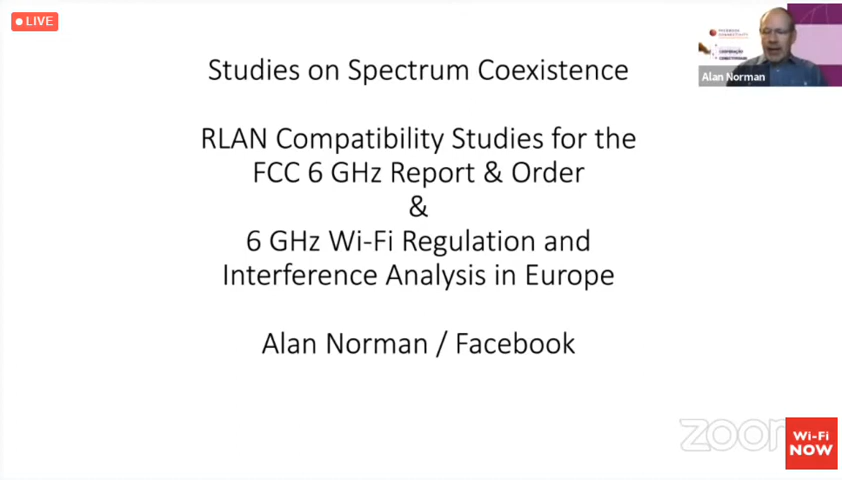 LIVE
Studies on Spectrum Coexistence
RLAN Compatibility Studies for the
FCC 6 GHz Report & Order
&
6 GHz Wi-Fi Regulation and
Interference Analysis in Europe
Alan Norman / Facebook
Alan Norman
zoom
Wi-Fi
NOW